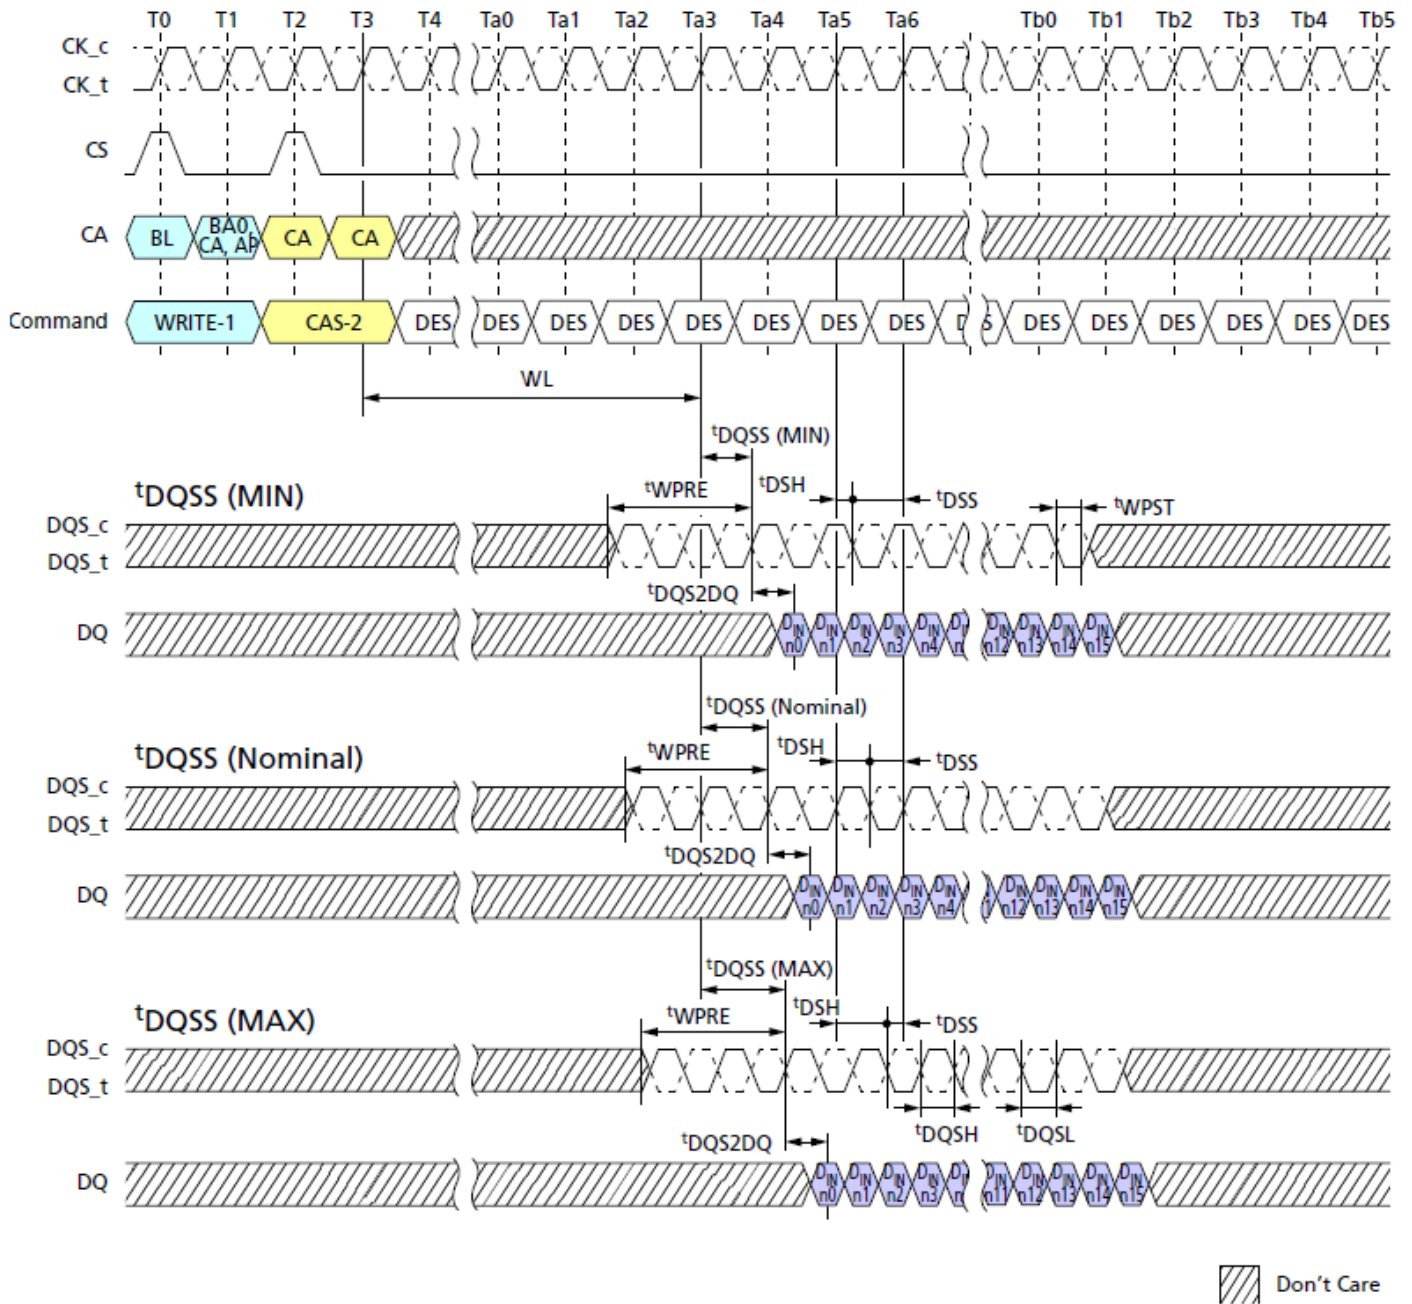 T0 T1 T2 T3 T4 Ta0 Ta1 Ta2 Ta3 Ta4 Ta5 Ta6 Tb0 Tb1 Tb2 Tb3 Tb4 Tb5
CK_c
CK_t
CS
CA BL BA0, CA, AP CA CA
Command WRITE-1 CAS-2 DES DES DES DES DES DES DES DES DES DES DES DES DES DES
WL
tDQSS (MIN)
tDQSS (MIN) tWPRE tDSH tDSS tWPST
DQS_c
DQS_t
tDQS2DQ
DQ DIN n0 DIN n1 DIN n2 DIN n3 DIN n4 DIN n12 DIN n13 DIN n14 DIN n15
tDQSS (Nominal)
tDQSS (Nominal) tWPRE tDSH tDSS
DQS_c
DQS_t
tDQS2DQ
DQ DIN n0 DIN n1 DIN n2 DIN n3 DIN n4 DIN n12 DIN n13 DIN n14 DIN n15
tDQSS (MAX)
tDQSS (MAX) tWPRE tDSH tDSS
DQS_c
DQS_t
tDQSH tDQSL
tDQS2DQ
DQ DIN n0 DIN n1 DIN n2 DIN n3 DIN n11 DIN n12 DIN n13 DIN n14 DIN n15
Don't Care